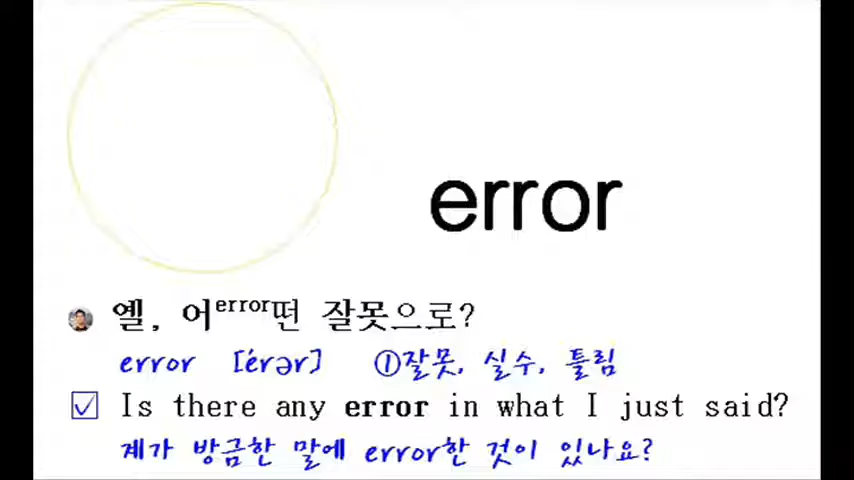 error
옐, 어error떤 잘못으로?
error [érər] ①잘못, 실수, 틀림
Is there any error in what I just said?
제가 방금한 말에 error한 것이 있나요?